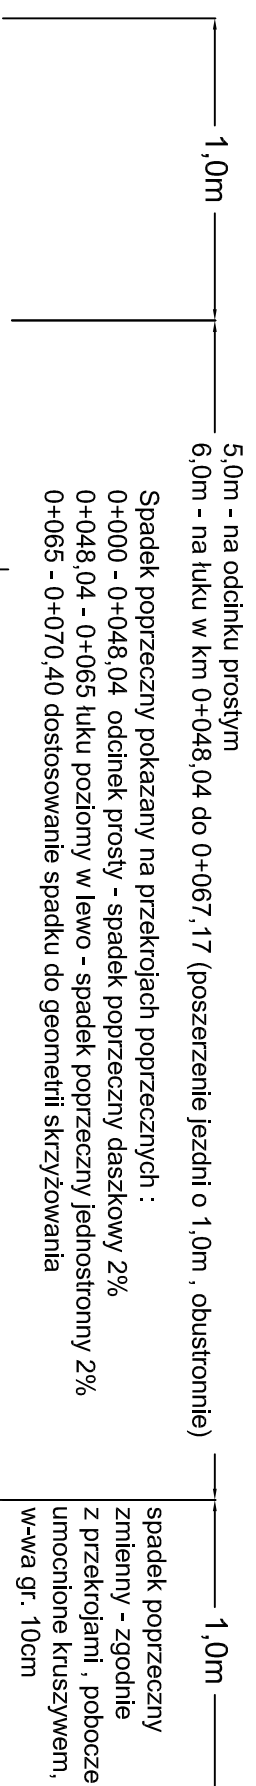 1,0m
5,0m - na odcinku prostym
6,0m - na łuku w km 0+048,04 do 0+067,17 (poszerzenie jezdni o 1,0m , obustronnie)
Spadek poprzeczny pokazany na przekrojach poprzecznych :
0+000 - 0+048,04 odcinek prosty - spadek poprzeczny daszkowy 2%
0+048,04 - 0+065 łuku poziomy w lewo - spadek poprzeczny jednostronny 2%
0+065 - 0+070,40 dostosowanie spadku do geometrii skrzyżowania
1,0m
spadek poprzeczny
zmienny - zgodnie
z przekrojami , pobocze
umocnione kruszywem,
w-wa gr. 10cm